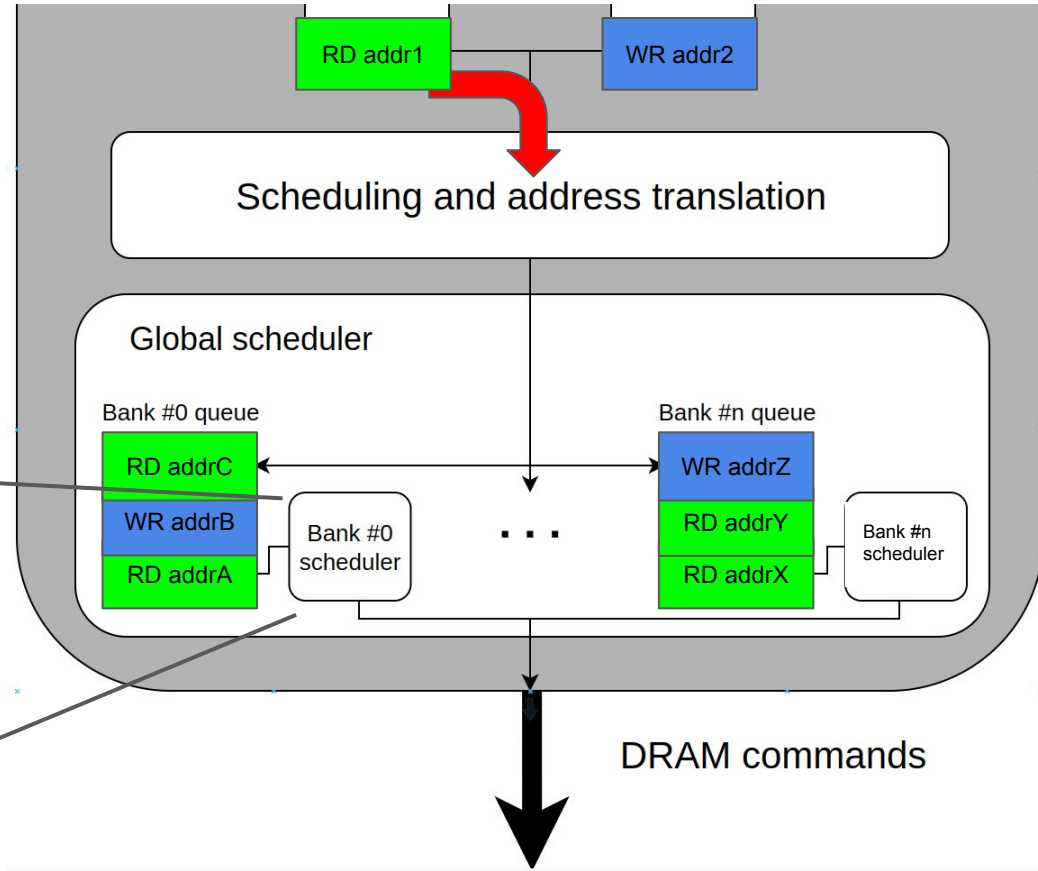 RD addr1
WR addr2
Scheduling and address translation
Global scheduler
Bank #0 queue
Bank #n queue
RD addrC
WR addrZ
WR addrB
RD addrY
RD addrA
RD addrX
Bank #0
scheduler
. . .
Bank #n
scheduler
DRAM commands